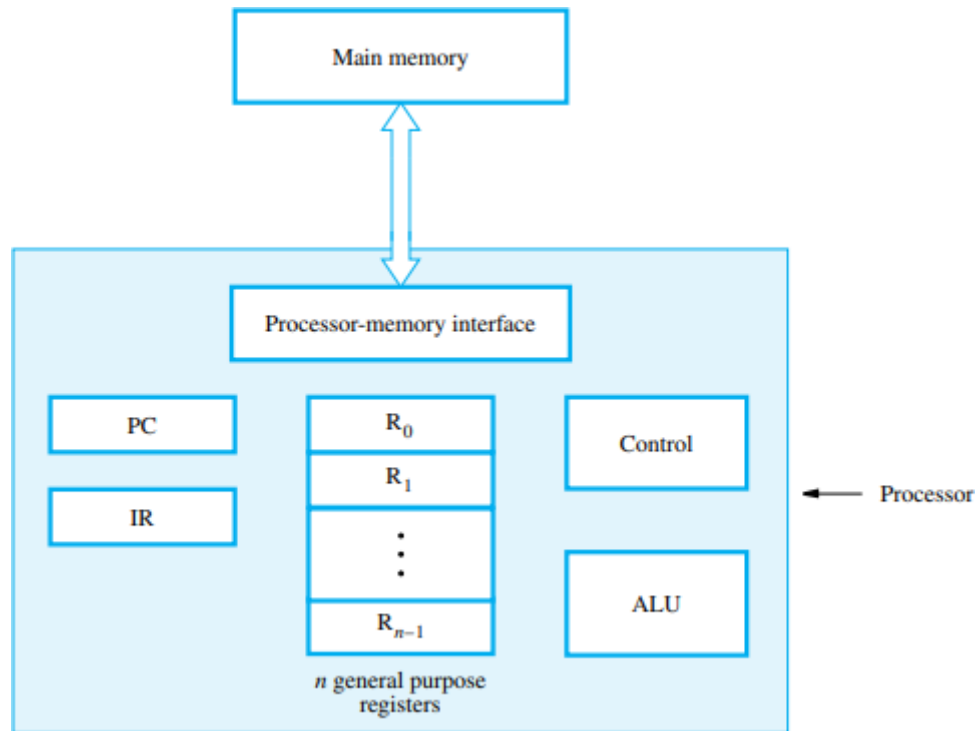 Main memory
Processor-memory interface
PC
R0
Control
R1
Processor
IR
⋮
ALU
Rn–1
n general purpose
registers